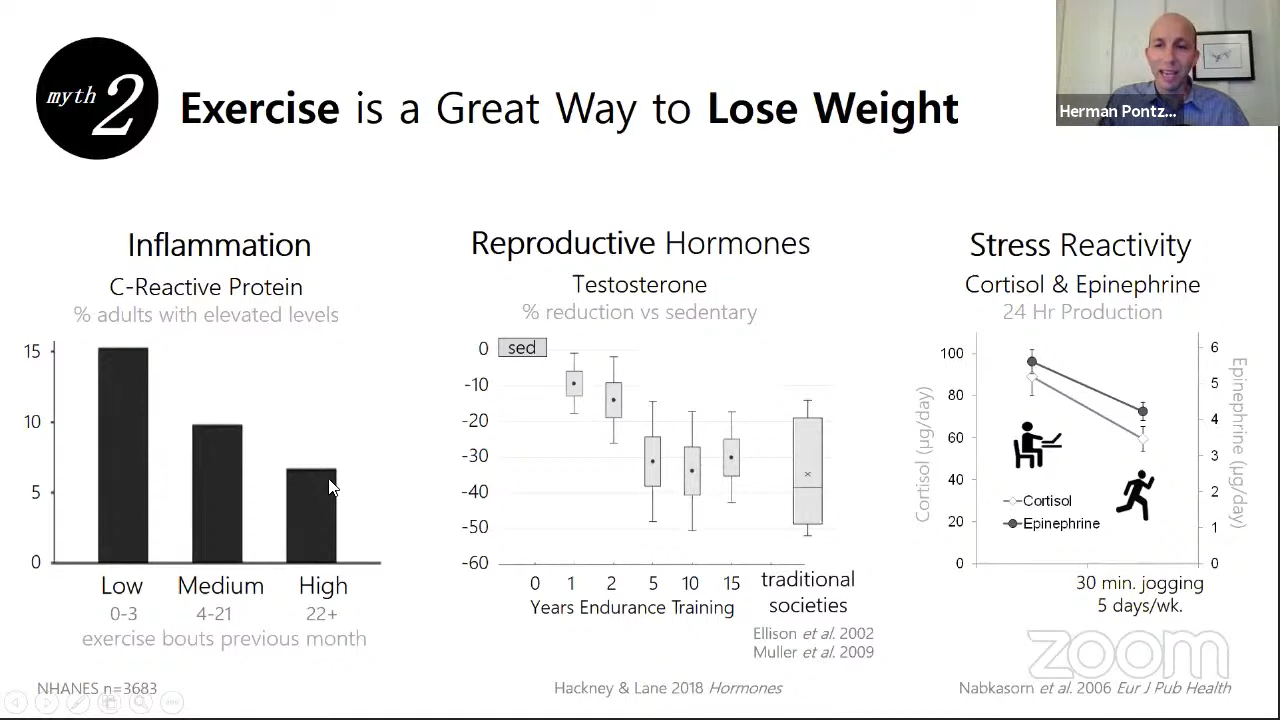 myth 2
Exercise is a Great Way to Lose Weight
Herman Pontz...
Inflammation
C-Reactive Protein
% adults with elevated levels
15
10
5
0
Low Medium High
0-3 4-21 22+
exercise bouts previous month
NHANES n=3683
Reproductive Hormones
Testosterone
% reduction vs sedentary
0
sed
-10
-20
-30
-40
-50
-60
0 1 2 5 10 15
Years Endurance Training
traditional
societies
Ellison et al. 2002
Muller et al. 2009
Hackney & Lane 2018 Hormones
Stress Reactivity
Cortisol & Epinephrine
24 Hr Production
100
80
60
40
20
0
Cortisol (µg/day)
6
5
4
3
2
1
0
Epinephrine (µg/day)
Cortisol
Epinephrine
30 min. jogging
5 days/wk.
zoom
Nabkasorn et al. 2006 Eur J Pub Health